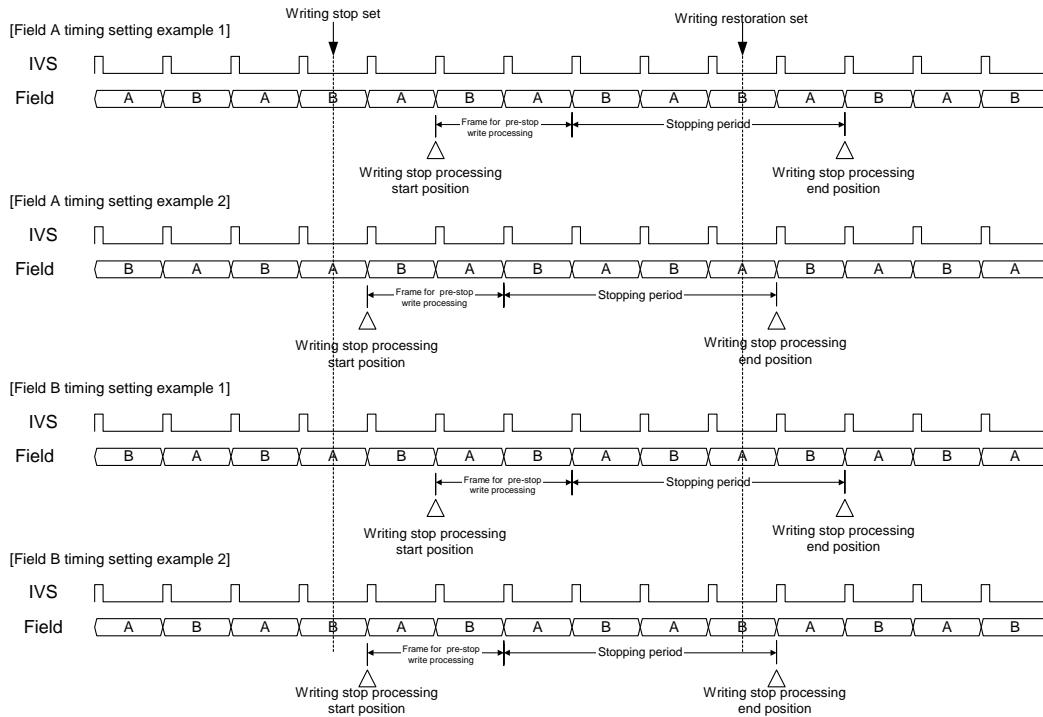 Writing stop set
Writing restoration set
[Field A timing setting example 1]
IVS
Field A B A B A B A B A B A B A B
Frame for pre-stop
write processing
Stopping period
Writing stop processing
start position
Writing stop processing
end position
[Field A timing setting example 2]
IVS
Field B A B A B A B A B A B A B A
Frame for pre-stop
write processing
Stopping period
Writing stop processing
start position
Writing stop processing
end position
[Field B timing setting example 1]
IVS
Field B A B A B A B A B A B A B A
Frame for pre-stop
write processing
Stopping period
Writing stop processing
start position
Writing stop processing
end position
[Field B timing setting example 2]
IVS
Field A B A B A B A B A B A B A B
Frame for pre-stop
write processing
Stopping period
Writing stop processing
start position
Writing stop processing
end position